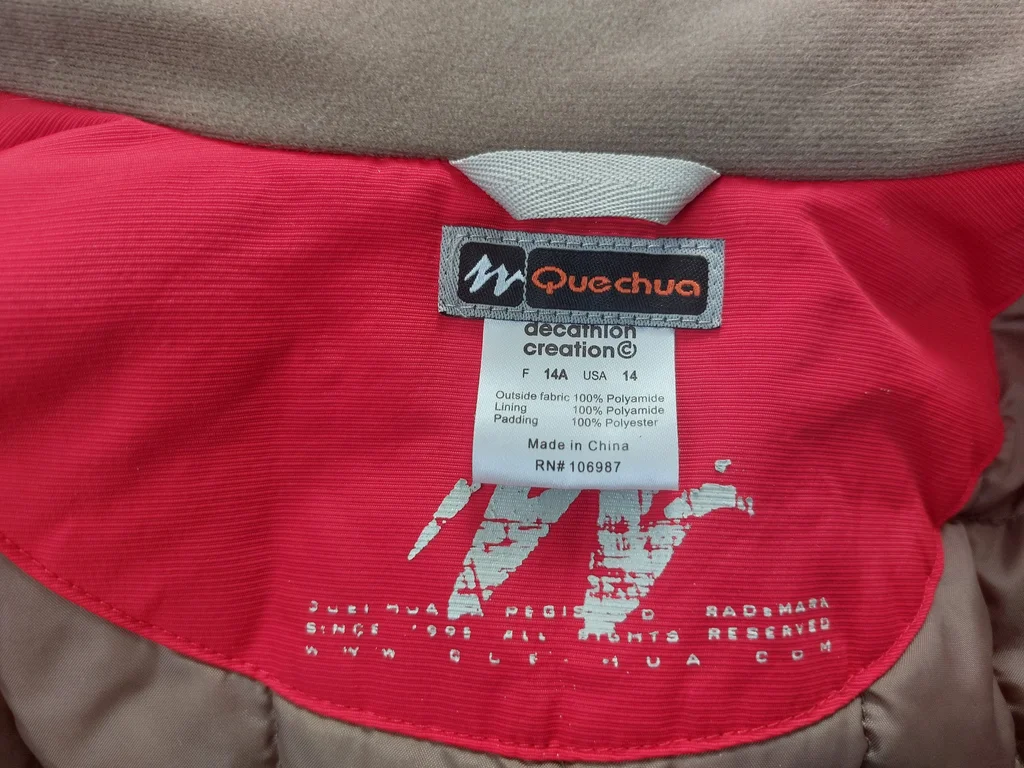 Quechua
decathlon
creation©
F 14A USA 14
Outside fabric 100% Polyamide
Lining 100% Polyamide
Padding 100% Polyester
Made in China
RN# 106987
ALL RIGHTS RESERVED